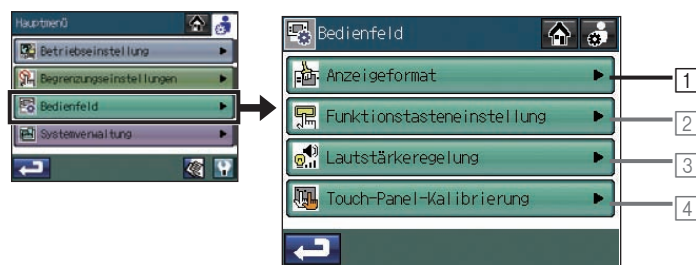 Hauptmenü
Betriebseinstellung
Begrenzungseinstellungen
Bedienfeld
Systemverwaltung
Bedienfeld
Anzeigeformat
1
Funktionstasteneinstellung
2
Lautstärkeregelung
3
Touch-Panel-Kalibrierung
4